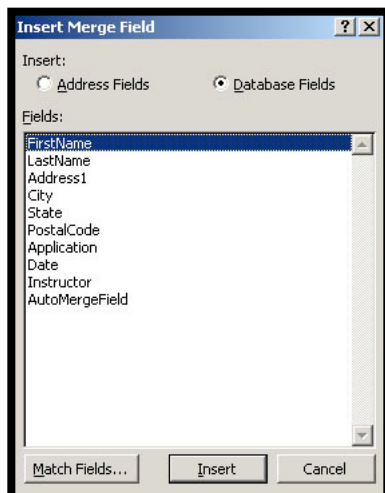 Insert Merge Field
Insert:
Address Fields Database Fields
Fields:
FirstName
LastName
Address1
City
State
PostalCode
Application
Date
Instructor
AutoMergeField
Match Fields... Insert Cancel